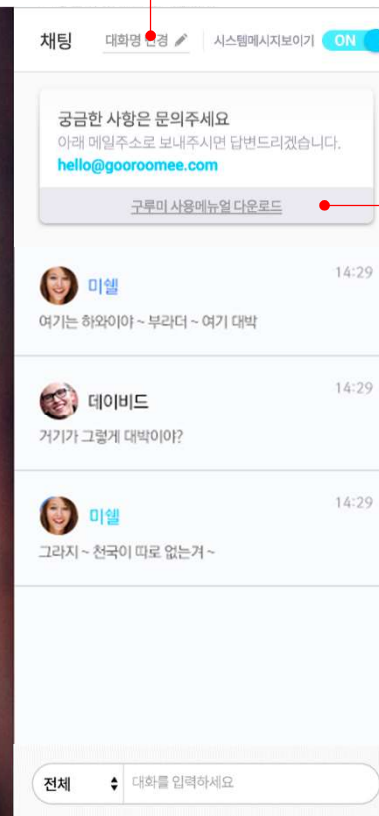 채팅
대화명 변경
시스템메시지보이기 ON
궁금한 사항은 문의주세요
아래 메일주소로 보내주시면 답변드리겠습니다.
hello@gooroomee.com
구루미 사용메뉴얼 다운로드
미쉘 14:29
여기는 하와이야 ~ 부라더 ~ 여기 대박
데이비드 14:29
거기가 그렇게 대박이야?
미쉘 14:29
그라지 ~ 천국이 따로 없는겨 ~
전체 대화를 입력하세요